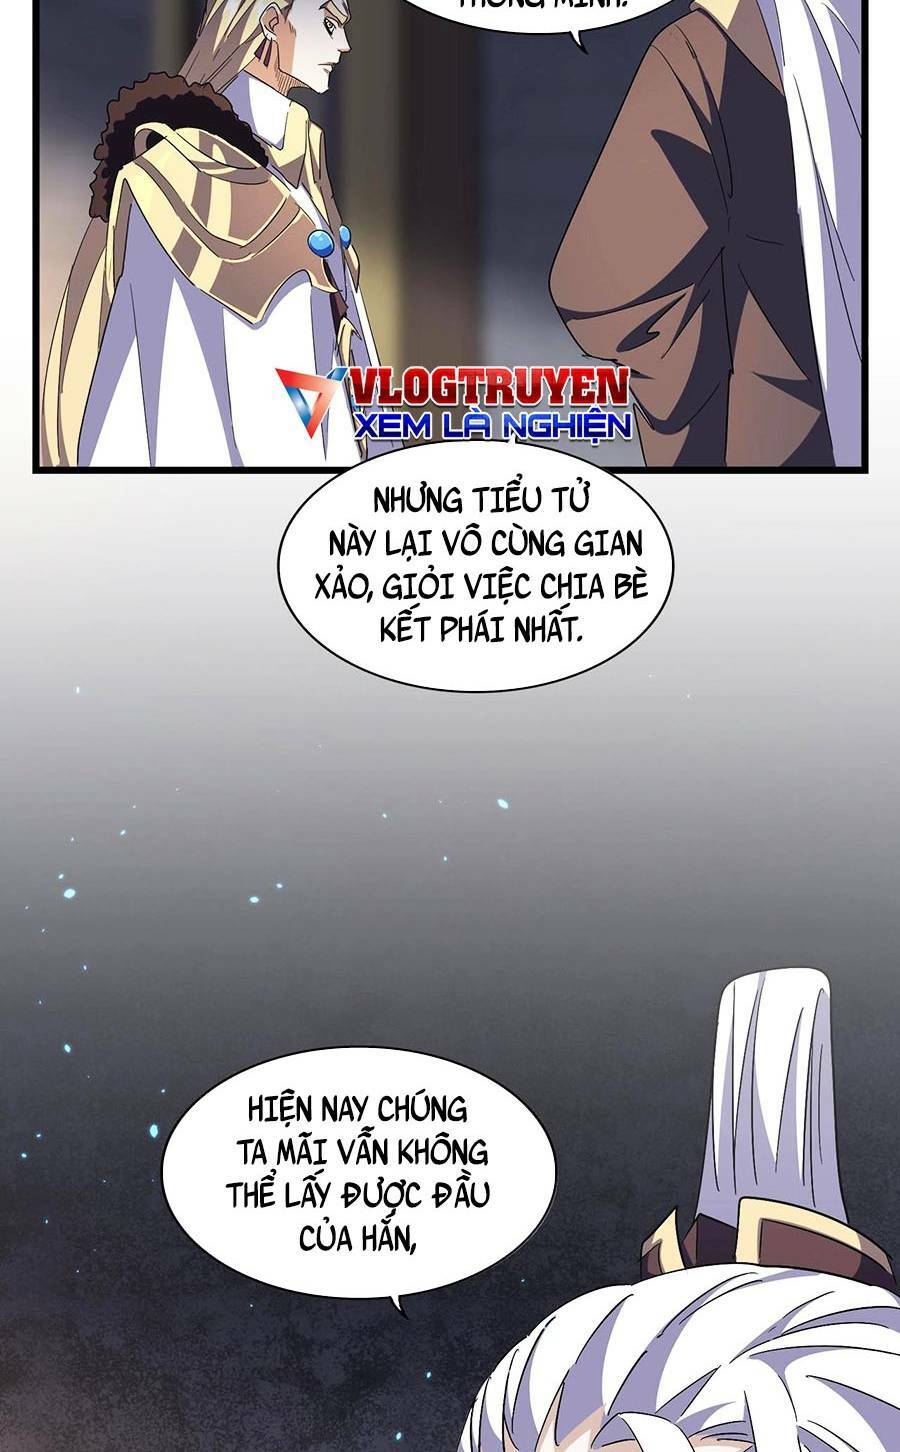 THÔNG MINH.
VLOGTRUYEN
XEM LÀ NGHIỆN
NHƯNG TIỂU TỬ
NÀY LẠI VÔ CÙNG GIAN
XẢO, GIỎI VIỆC CHIA BÈ
KẾT PHÁI NHẤT.
HIỆN NAY CHÚNG
TA MÃI VẪN KHÔNG
THỂ LẤY ĐƯỢC ĐẦU
CỦA HẮN,